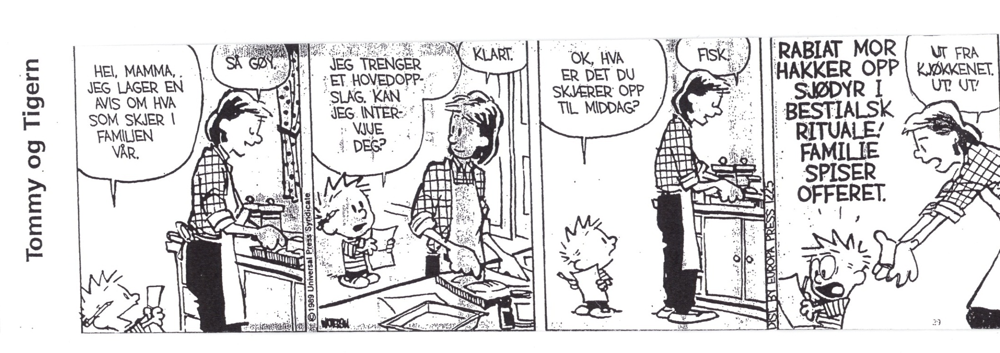 Tommy og Tigern
HEI, MAMMA,
JEG LAGER EN
AVIS OM HVA
SOM SKJER I
FAMILIEN
VÅR.
SÅ GØY.
© 1989 Universal Press Syndicate
JEG TRENGER
ET HOVEDOPP-
SLAG. KAN
JEG INTER-
VJUE
DEG?
KLART.
WATTERSON
OK, HVA
ER DET DU
SKJÆRER OPP
TIL MIDDAG?
FISK.
DIST. BY EUROPA PRESS 1225
RABIAT MOR
HAKKER OPP
SJØDYR I
BESTIALSK
RITUALE!
FAMILIE
SPISER
OFFERET.
UT FRA
KJØKKENET.
UT! UT!
29